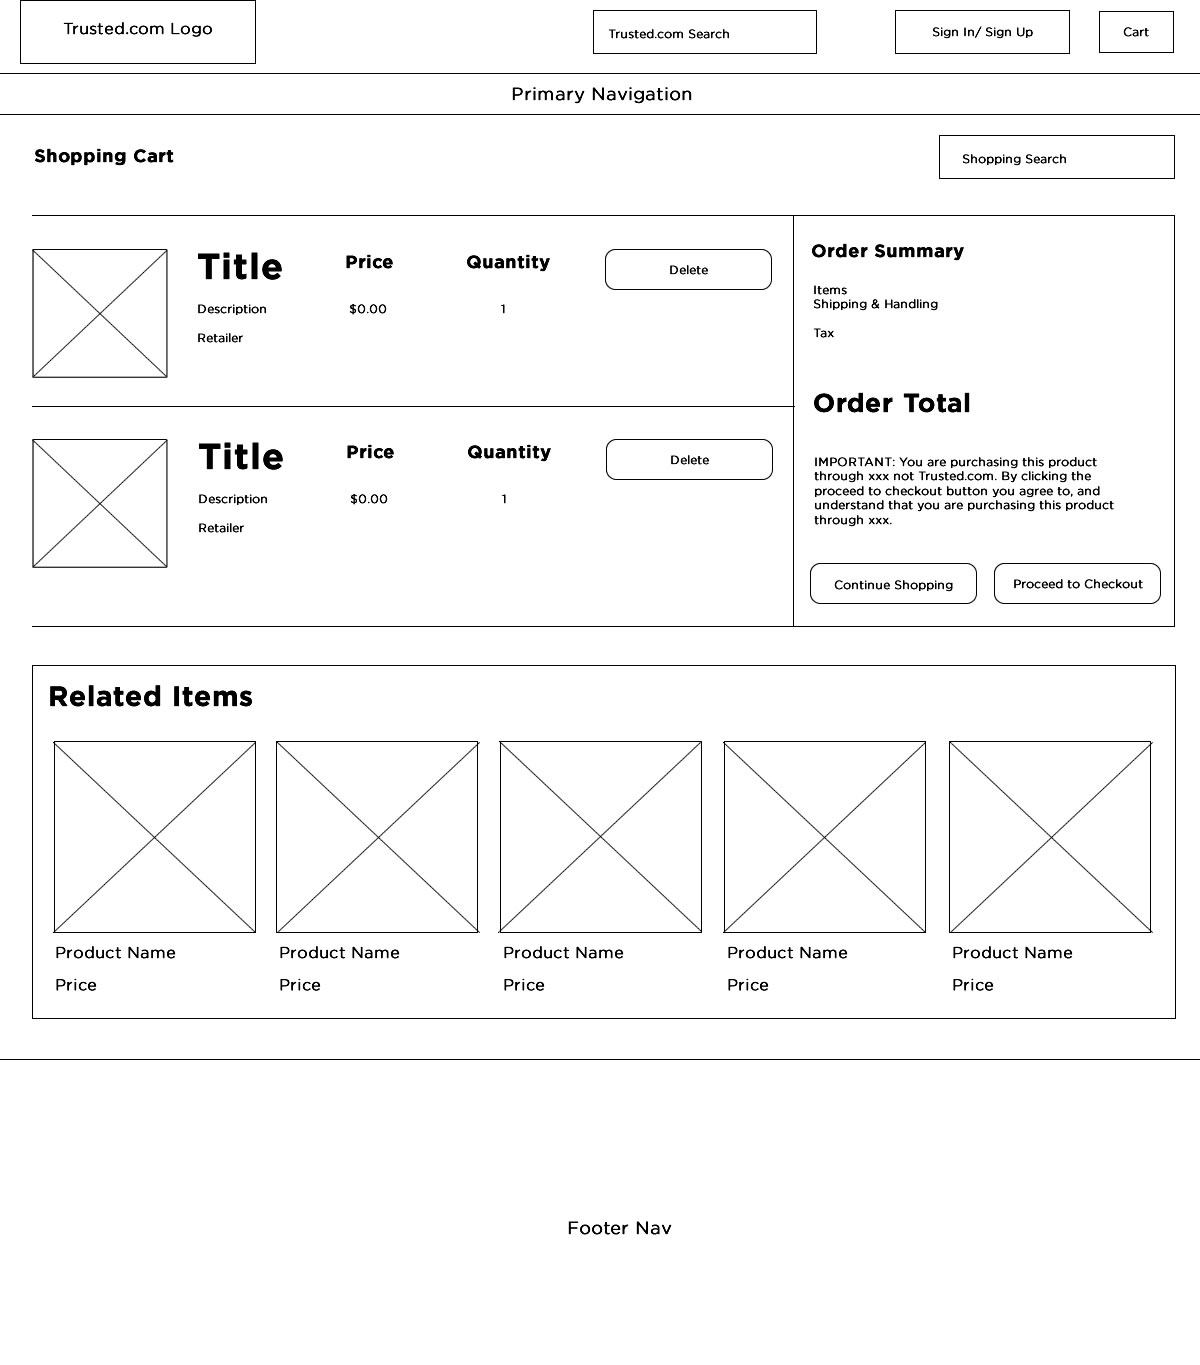 Trusted.com Logo
Trusted.com Search
Sign In/ Sign Up
Cart
Primary Navigation
Shopping Cart
Shopping Search
Title
Price
Quantity
Delete
Description
$0.00
1
Retailer
Title
Price
Quantity
Delete
Description
$0.00
1
Retailer
Order Summary
Items
Shipping & Handling
Tax
Order Total
IMPORTANT: You are purchasing this product
through xxx not Trusted.com. By clicking the
proceed to checkout button you agree to, and
understand that you are purchasing this product
through xxx.
Continue Shopping
Proceed to Checkout
Related Items
Product Name
Price
Product Name
Price
Product Name
Price
Product Name
Price
Product Name
Price
Footer Nav